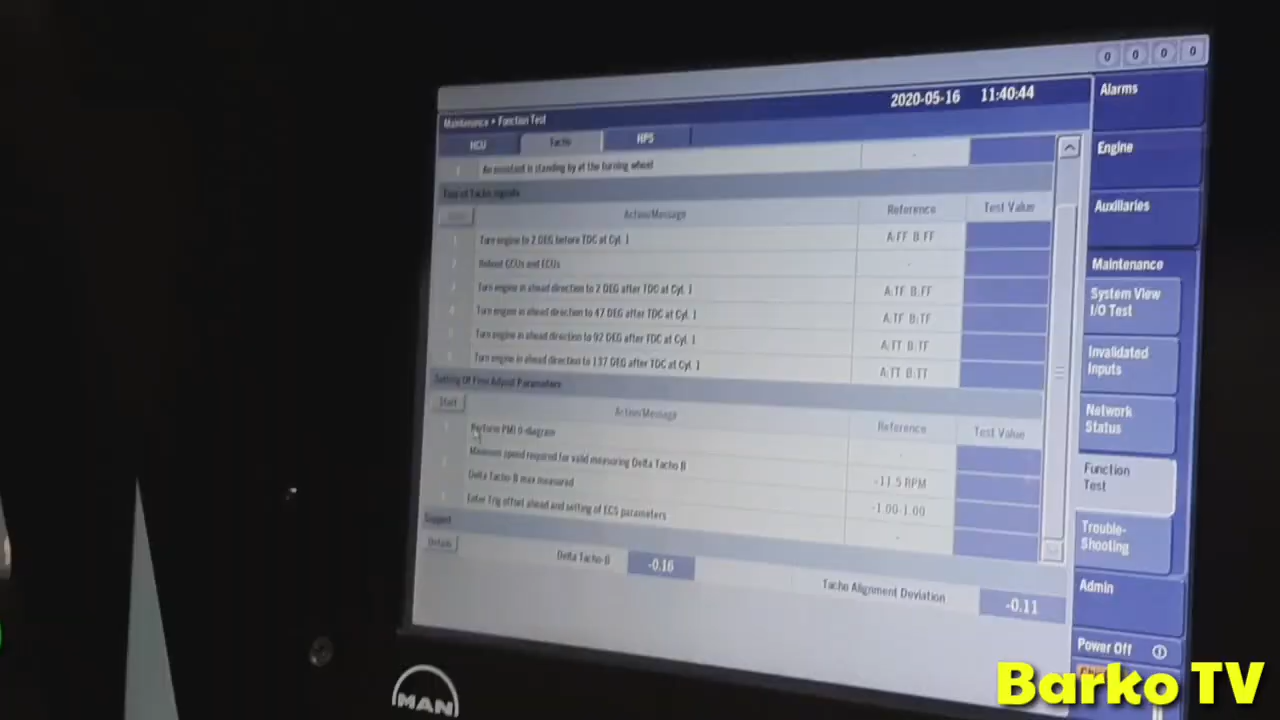 0 0 0 0
2020-05-16 11:40:44
Maintenance • Function Test
HCU Tacho HPS
An assistant is standing by at the turning wheel
Test of Tacho signals
Action/Message Reference Test Value
1 Turn engine to 2 DEG before TDC at Cyl. 1 A:FF B:FF
2 Reboot CCUs and ECUs -
Turn engine in ahead direction to 2 DEG after TDC at Cyl. 1 A:TF B:FF
Turn engine in ahead direction to 47 DEG after TDC at Cyl. 1 A:TF B:TF
Turn engine in ahead direction to 92 DEG after TDC at Cyl. 1 A:TT B:TF
Turn engine in ahead direction to 137 DEG after TDC at Cyl. 1 A:TT B:TT
Setting Of Fine Adjust Parameters
Start Action/Message Reference Test Value
Perform PMI 0-diagram -
Minimum speed required for valid measuring Delta Tacho B -11.5 RPM
Delta Tacho-B max measured -1.00-1.00
Enter Trig offset ahead and setting of ECS parameters -
Support
Details Delta Tacho-B -0.16 Tacho Alignment Deviation -0.11
Alarms
Engine
Auxiliaries
Maintenance
System View
I/O Test
Invalidated
Inputs
Network
Status
Function
Test
Trouble-
Shooting
Admin
Power Off
MAN
Barko TV